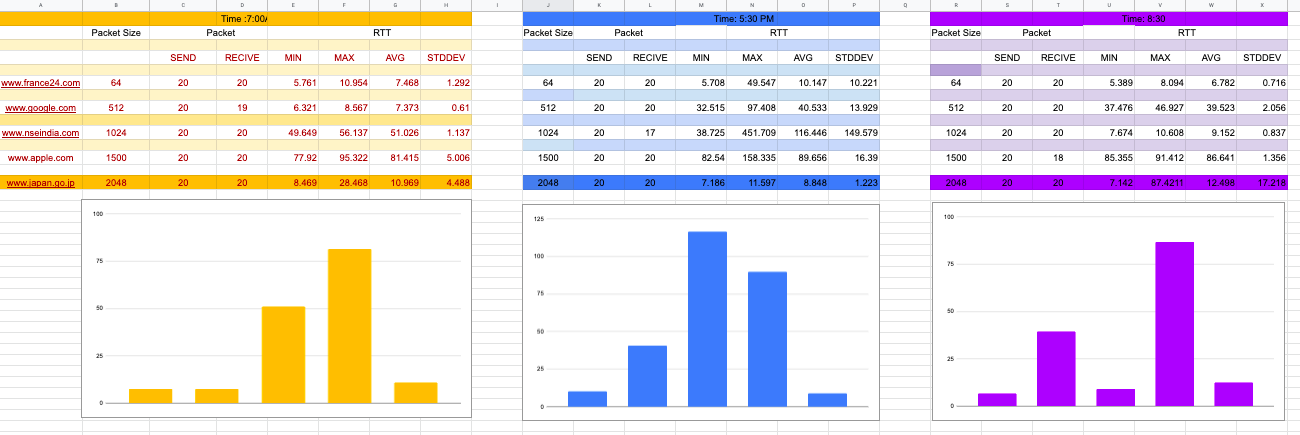 A B C D E F G H I J K L M N O P Q R S T U V W X
Time :7:00A Time: 5:30 PM Time: 8:30
Packet Size Packet RTT Packet Size Packet RTT Packet Size Packet RTT
SEND RECIVE MIN MAX AVG STDDEV SEND RECIVE MIN MAX AVG STDDEV SEND RECIVE MIN MAX AVG STDDEV
www.france24.com 64 20 20 5.761 10.954 7.468 1.292 64 20 20 5.708 49.547 10.147 10.221 64 20 20 5.389 8.094 6.782 0.716
www.google.com 512 20 19 6.321 8.567 7.373 0.61 512 20 20 32.515 97.408 40.533 13.929 512 20 20 37.476 46.927 39.523 2.056
www.nseindia.com 1024 20 20 49.649 56.137 51.026 1.137 1024 20 17 38.725 451.709 116.446 149.579 1024 20 20 7.674 10.608 9.152 0.837
www.apple.com 1500 20 20 77.92 95.322 81.415 5.006 1500 20 20 82.54 158.335 89.656 16.39 1500 20 18 85.355 91.412 86.641 1.356
www.japan.go.jp 2048 20 20 8.469 28.468 10.969 4.488 2048 20 20 7.186 11.597 8.848 1.223 2048 20 20 7.142 87.4211 12.498 17.218
100
75
50
25
0
125
100
75
50
25
0
100
75
50
25
0